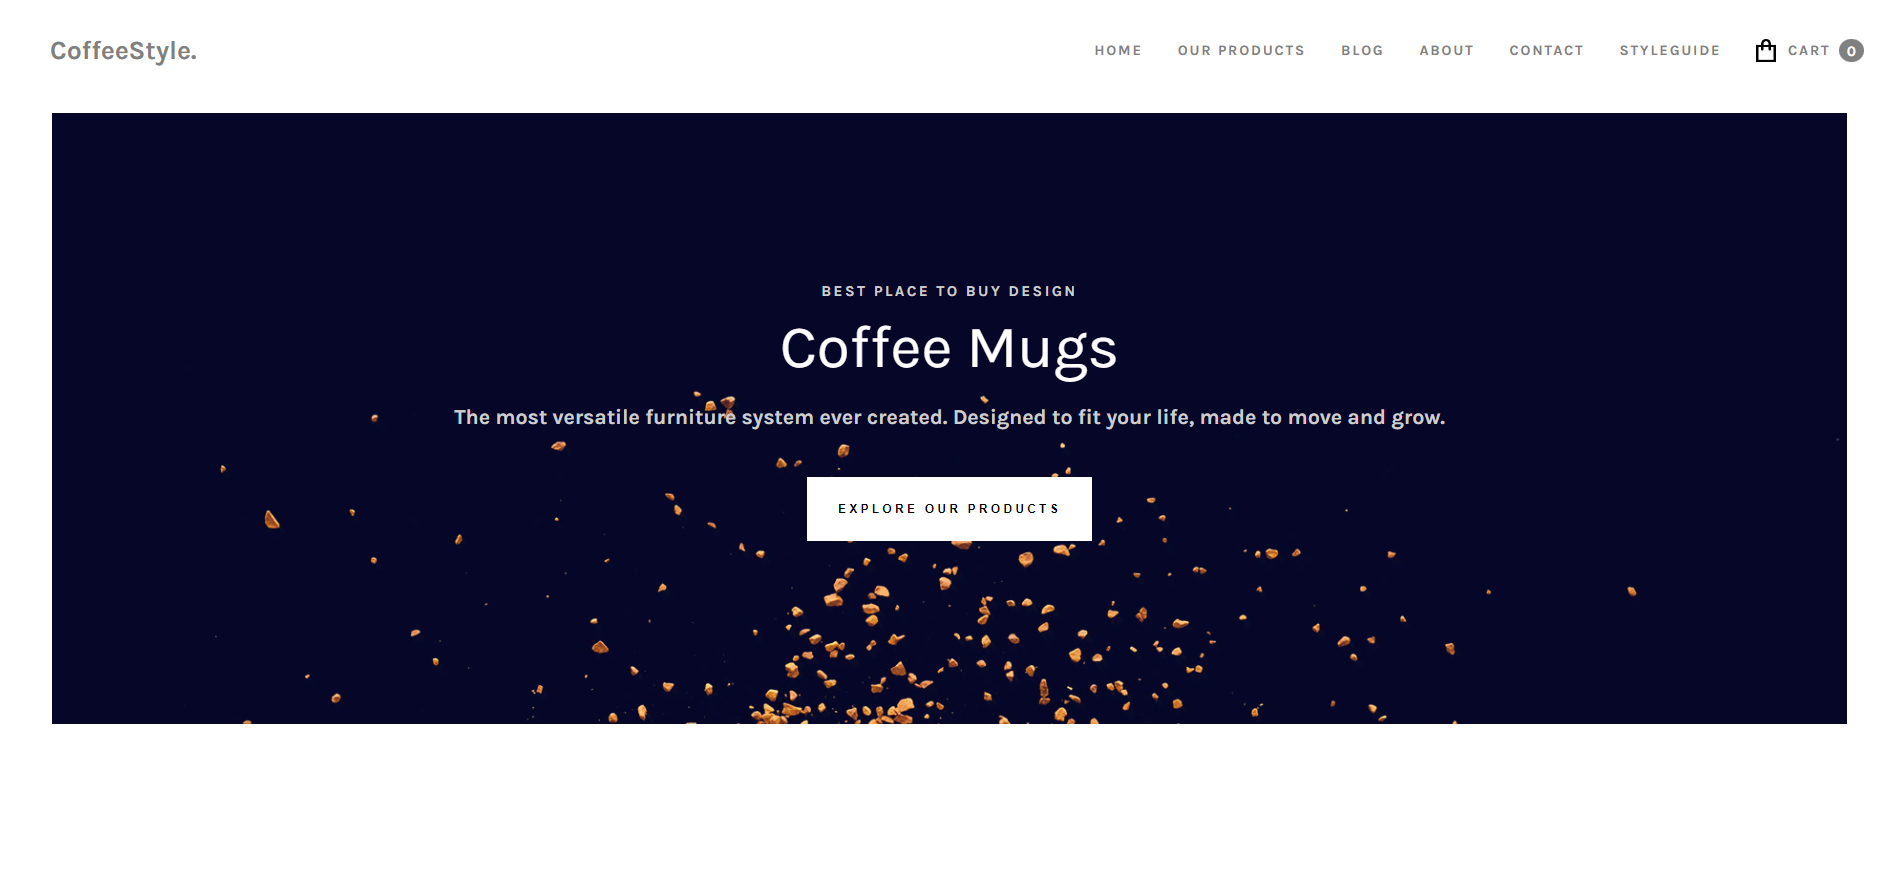 CoffeeStyle.
HOME OUR PRODUCTS BLOG ABOUT CONTACT STYLEGUIDE CART 0
BEST PLACE TO BUY DESIGN
Coffee Mugs
The most versatile furniture system ever created. Designed to fit your life, made to move and grow.
EXPLORE OUR PRODUCTS